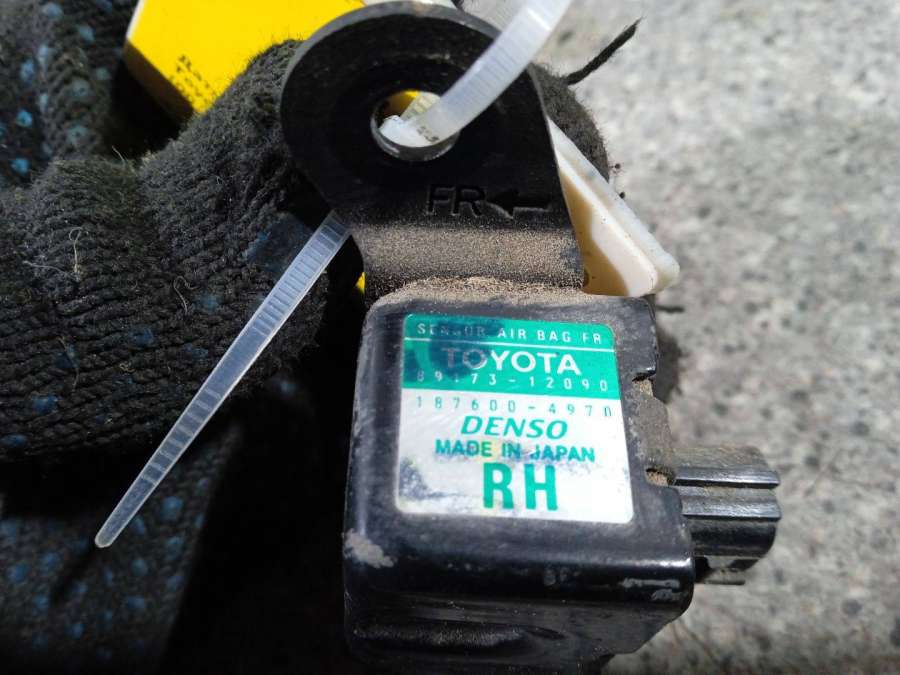 FR
SENSOR AIR BAG FR
TOYOTA
89173-12090
187600-4970
DENSO
MADE IN JAPAN
RH